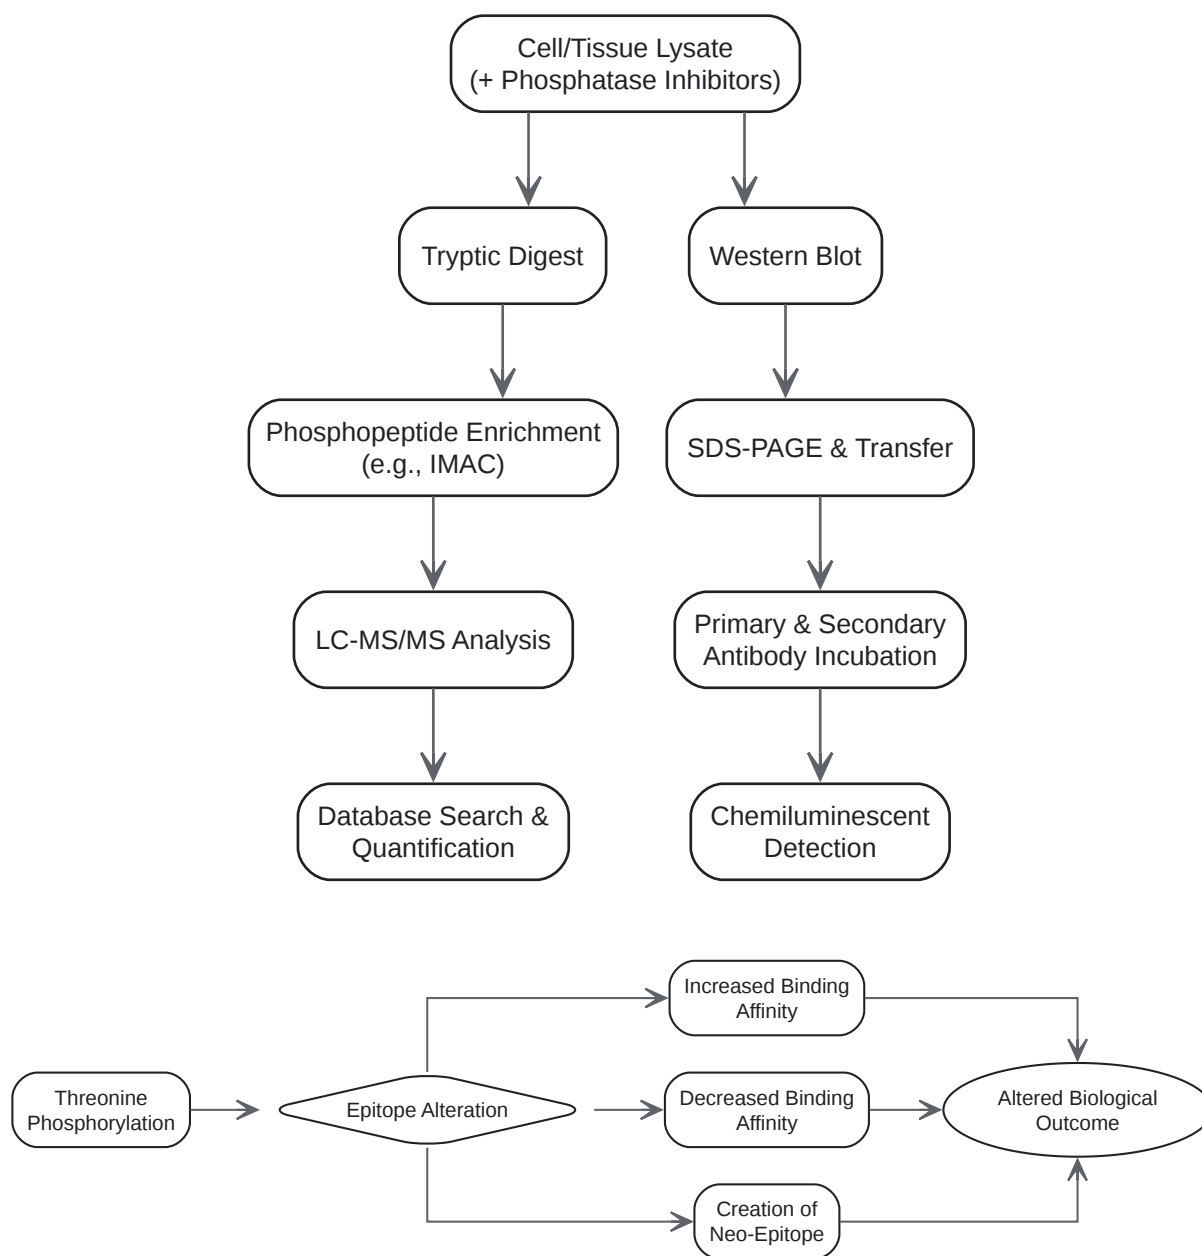 Cell/Tissue Lysate
(+ Phosphatase Inhibitors)
Tryptic Digest
Western Blot
Phosphopeptide Enrichment
(e.g., IMAC)
SDS-PAGE & Transfer
LC-MS/MS Analysis
Primary & Secondary
Antibody Incubation
Database Search &
Quantification
Chemiluminescent
Detection
Increased Binding
Affinity
Threonine
Phosphorylation
Epitope Alteration
Decreased Binding
Affinity
Altered Biological
Outcome
Creation of
Neo-Epitope